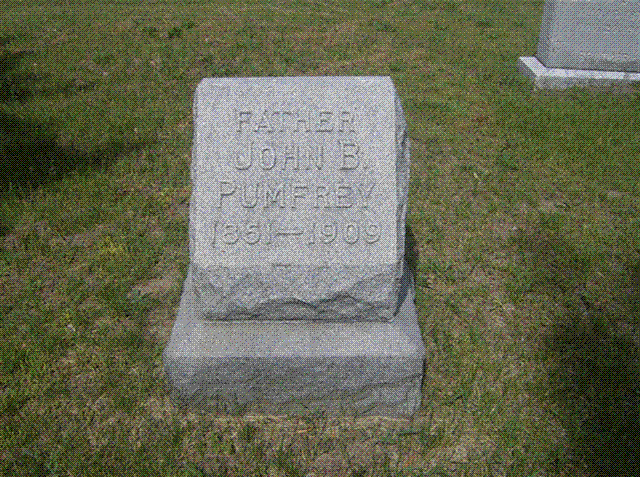 FATHER
JOHN B.
PUMFREY
1861—1909